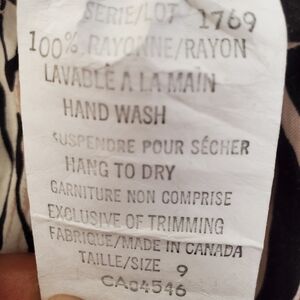 SERIE/LOT 1769
100% RAYONNE/RAYON
LAVABLE A LA MAIN
HAND WASH
SUSPENDRE POUR SÉCHER
HANG TO DRY
GARNITURE NON COMPRISE
EXCLUSIVE OF TRIMMING
FABRIQUE/MADE IN CANADA
TAILLE/SIZE 9
CA04546